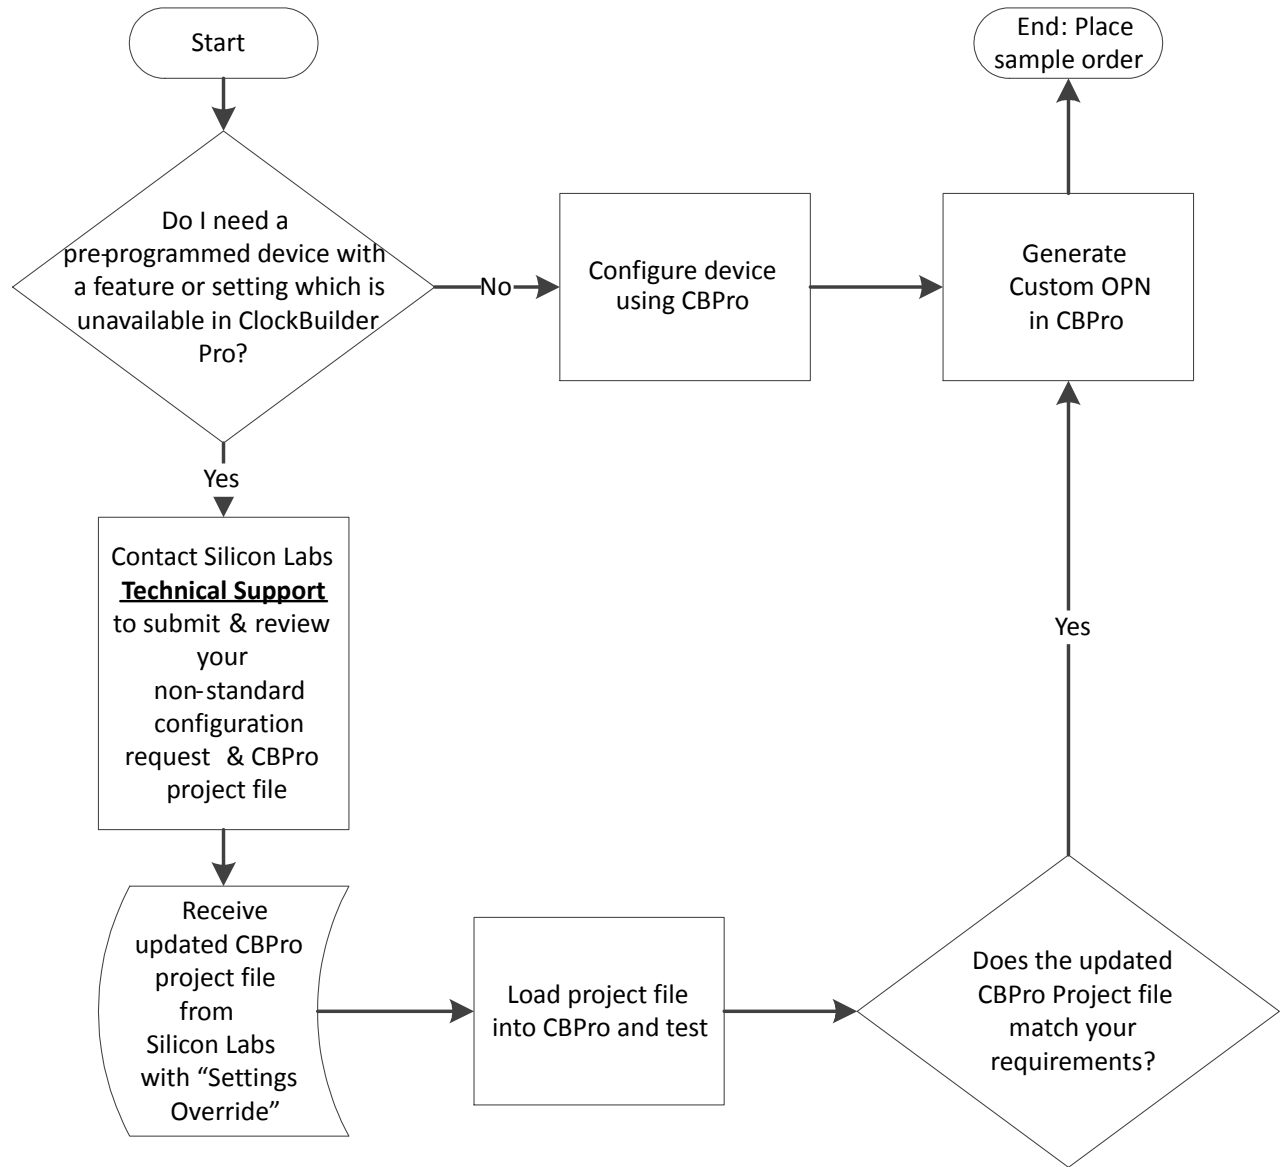 Start
End: Place
sample order
Do I need a
pre-programmed device with
a feature or setting which is
unavailable in ClockBuilder
Pro?
No
Configure device
using CBPro
Generate
Custom OPN
in CBPro
Yes
Contact Silicon Labs
Technical Support
to submit & review
your
non-standard
configuration
request & CBPro
project file
Yes
Receive
updated CBPro
project file
from
Silicon Labs
with “Settings
Override”
Load project file
into CBPro and test
Does the updated
CBPro Project file
match your
requirements?